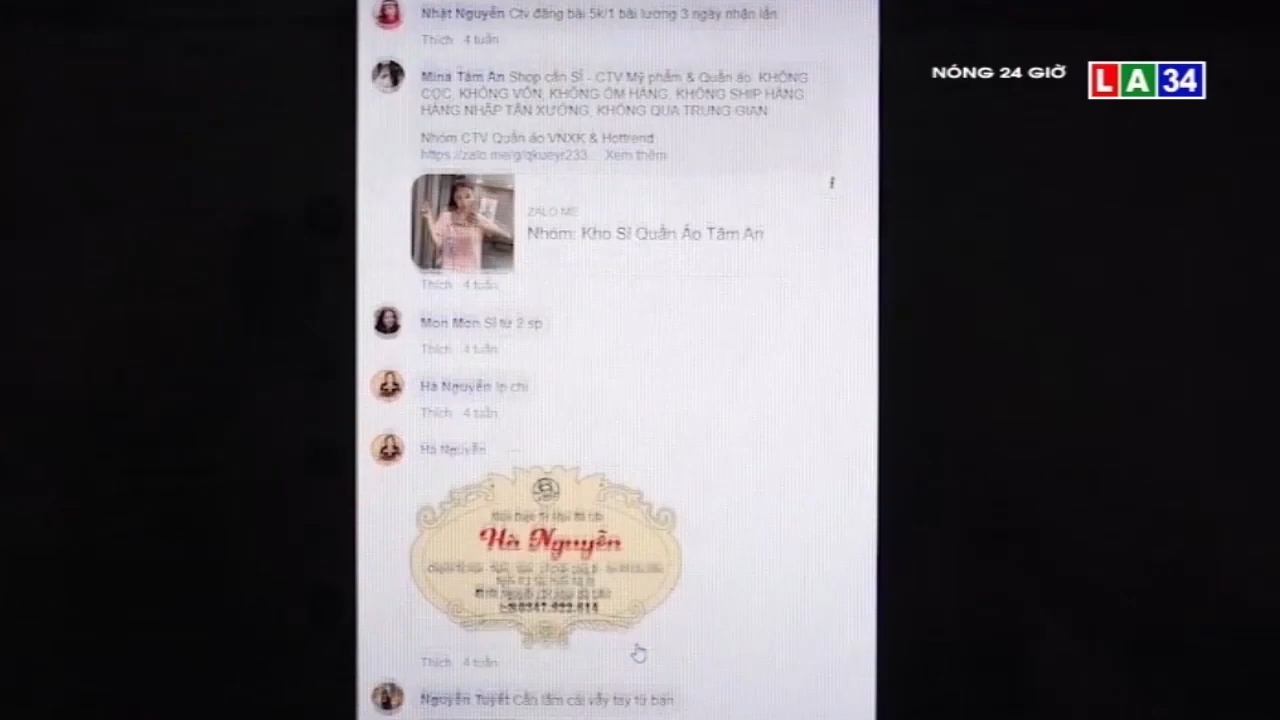 Nhật Nguyễn Ctv đăng bài 5k/1 bài lương 3 ngày nhận lần
Thích 4 tuần
NÓNG 24 GIỜ
LA34
Mina Tâm An Shop cần SỈ - CTV Mỹ phẩm & Quần áo. KHÔNG
CỌC, KHÔNG VỐN, KHÔNG ÔM HÀNG, KHÔNG SHIP HÀNG
HÀNG NHẬP TẬN XƯỞNG, KHÔNG QUA TRUNG GIAN
Nhóm CTV Quần áo VNXK & Hottrend
https://zalo.me/g/qkueyr233... Xem thêm
ZALO.ME
Nhóm: Kho Sỉ Quần Áo Tâm An
Thích 4 tuần
Mon Mon Sỉ từ 2 sp
Thích 4 tuần
Hà Nguyễn Ip chị
Thích 4 tuần
Hà Nguyễn
Hà Nguyễn
0347.922.614
Thích 4 tuần
Nguyễn Tuyết Cần lắm cái vẫy tay từ bạn